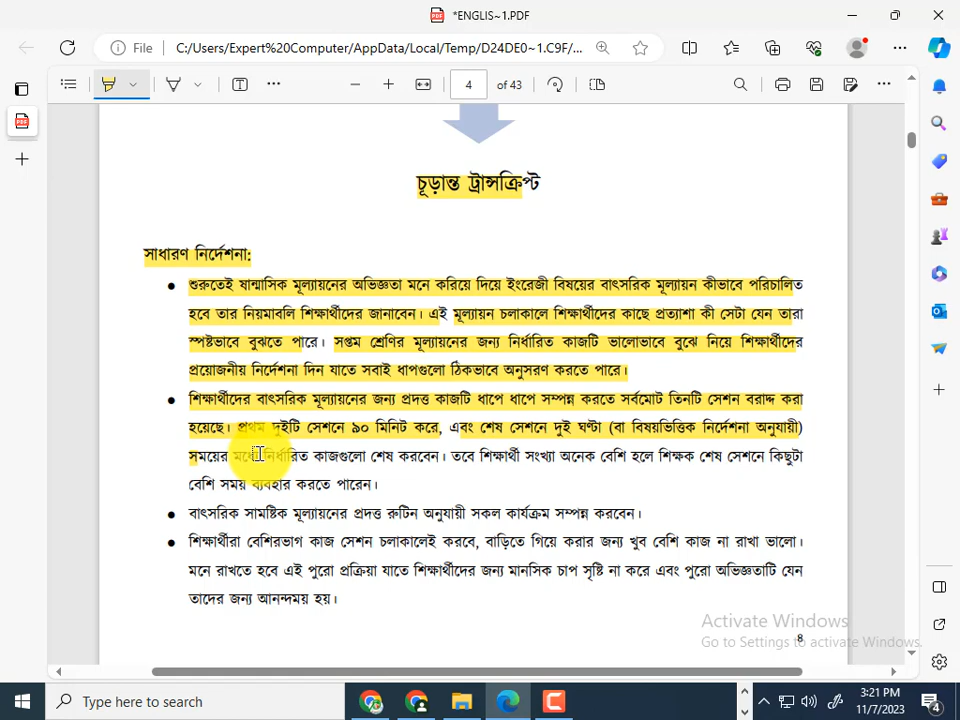 *ENGLIS~1.PDF
File
C:/Users/Expert%20Computer/AppData/Local/Temp/D24DE0~1.C9F/...
4 of 43
চূড়ান্ত ট্রান্সক্রিপ্ট
সাধারণ নির্দেশনা:
শুরুতেই ষান্মাসিক মূল্যায়নের অভিজ্ঞতা মনে করিয়ে দিয়ে ইংরেজী বিষয়ের বাৎসরিক মূল্যায়ন কীভাবে পরিচালিত
হবে তার নিয়মাবলি শিক্ষার্থীদের জানাবেন। এই মূল্যায়ন চলাকালে শিক্ষার্থীদের কাছে প্রত্যাশা কী সেটা যেন তারা
স্পষ্টভাবে বুঝতে পারে। সপ্তম শ্রেণির মূল্যায়নের জন্য নির্ধারিত কাজটি ভালোভাবে বুঝে নিয়ে শিক্ষার্থীদের
প্রয়োজনীয় নির্দেশনা দিন যাতে সবাই ধাপগুলো ঠিকভাবে অনুসরণ করতে পারে।
শিক্ষার্থীদের বাৎসরিক মূল্যায়নের জন্য প্রদত্ত কাজটি ধাপে ধাপে সম্পন্ন করতে সর্বমোট তিনটি সেশন বরাদ্দ করা
হয়েছে। প্রথম দুইটি সেশনে ৯০ মিনিট করে, এবং শেষ সেশনে দুই ঘণ্টা (বা বিষয়ভিত্তিক নির্দেশনা অনুযায়ী)
সময়ের মধ্যে নির্ধারিত কাজগুলো শেষ করবেন। তবে শিক্ষার্থী সংখ্যা অনেক বেশি হলে শিক্ষক শেষ সেশনে কিছুটা
বেশি সময় ব্যবহার করতে পারেন।
বাৎসরিক সামষ্টিক মূল্যায়নের প্রদত্ত রুটিন অনুযায়ী সকল কার্যক্রম সম্পন্ন করবেন।
শিক্ষার্থীরা বেশিরভাগ কাজ সেশন চলাকালেই করবে, বাড়িতে গিয়ে করার জন্য খুব বেশি কাজ না রাখা ভালো।
মনে রাখতে হবে এই পুরো প্রক্রিয়া যাতে শিক্ষার্থীদের জন্য মানসিক চাপ সৃষ্টি না করে এবং পুরো অভিজ্ঞতাটি যেন
তাদের জন্য আনন্দময় হয়।
Activate Windows
৪
Go to Settings to activate Windows.
Type here to search
3:21 PM
11/7/2023
4